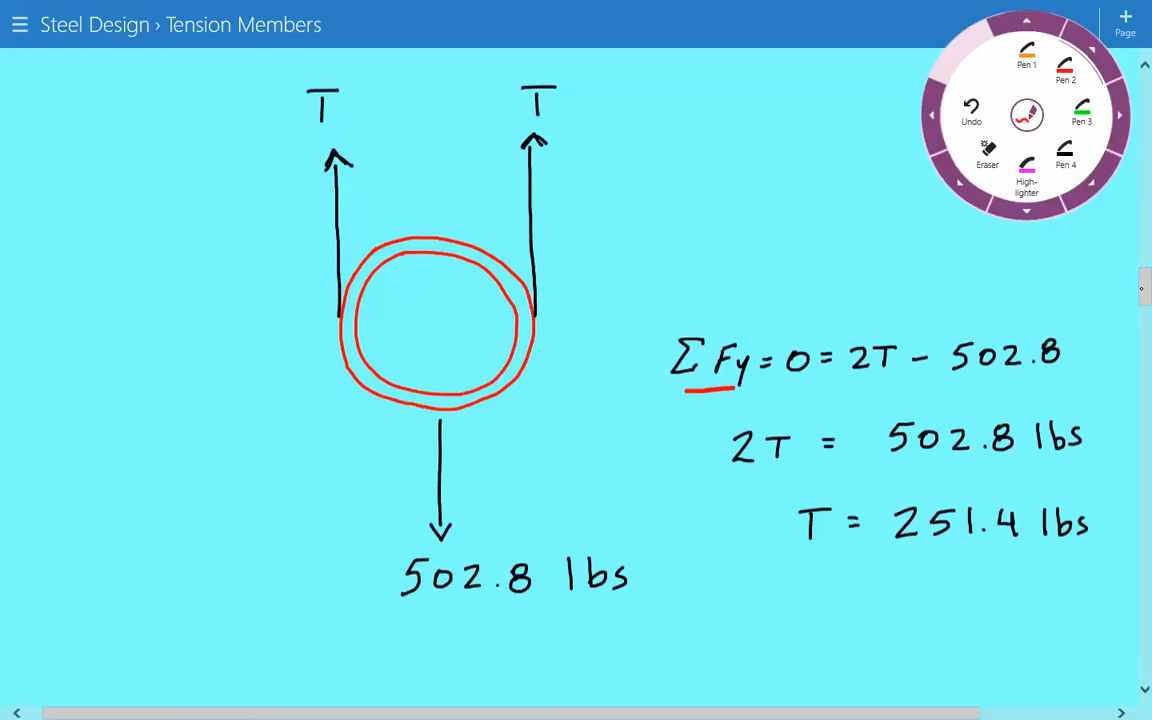 Steel Design › Tension Members
Page
Pen 1
Pen 2
Undo
Pen 3
Eraser
Pen 4
High-
lighter
T T
Σ Fy = 0 = 2T - 502.8
2T = 502.8 lbs
T = 251.4 lbs
502.8 lbs